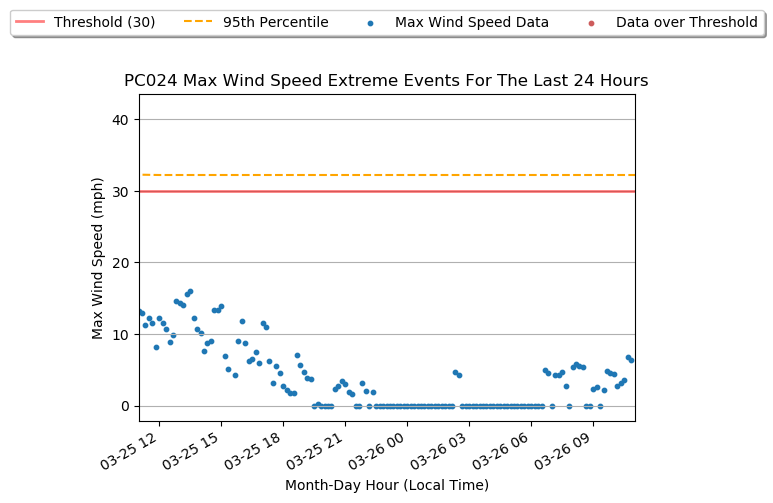 Threshold (30) 95th Percentile Max Wind Speed Data Data over Threshold
PC024 Max Wind Speed Extreme Events For The Last 24 Hours
Max Wind Speed (mph)
40
30
20
10
0
03-25 12 03-25 15 03-25 18 03-25 21 03-26 00 03-26 03 03-26 06 03-26 09
Month-Day Hour (Local Time)